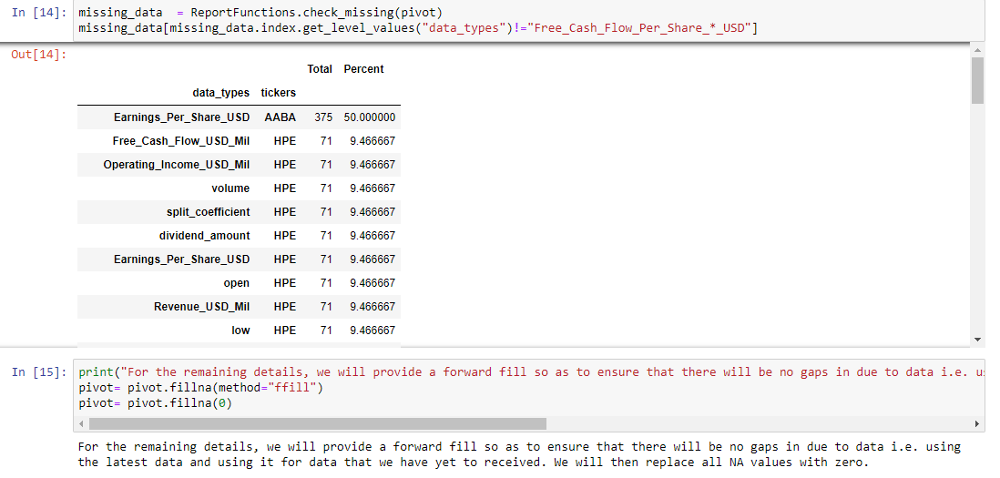 In [14]: missing_data  = ReportFunctions.check_missing(pivot)
missing_data[missing_data.index.get_level_values("data_types")!="Free_Cash_Flow_Per_Share_*_USD"]
Out[14]:
Total Percent
data_types tickers
Earnings_Per_Share_USD AABA 375 50.000000
Free_Cash_Flow_USD_Mil HPE 71 9.466667
Operating_Income_USD_Mil HPE 71 9.466667
volume HPE 71 9.466667
split_coefficient HPE 71 9.466667
dividend_amount HPE 71 9.466667
Earnings_Per_Share_USD HPE 71 9.466667
open HPE 71 9.466667
Revenue_USD_Mil HPE 71 9.466667
low HPE 71 9.466667
In [15]: print("For the remaining details, we will provide a forward fill so as to ensure that there will be no gaps in due to data i.e.
pivot= pivot.fillna(method="ffill")
pivot= pivot.fillna(0)
For the remaining details, we will provide a forward fill so as to ensure that there will be no gaps in due to data i.e. using
the latest data and using it for data that we have yet to received. We will then replace all NA values with zero.